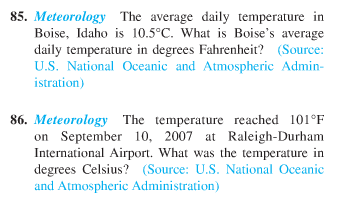 85. Meteorology The average daily temperature in
Boise, Idaho is 10.5°C. What is Boise's average
daily temperature in degrees Fahrenheit? (Source:
U.S. National Oceanic and Atmospheric Admin-
istration)
86. Meteorology The temperature reached 101°F
on September 10, 2007 at Raleigh-Durham
International Airport. What was the temperature in
degrees Celsius? (Source: U.S. National Oceanic
and Atmospheric Administration)